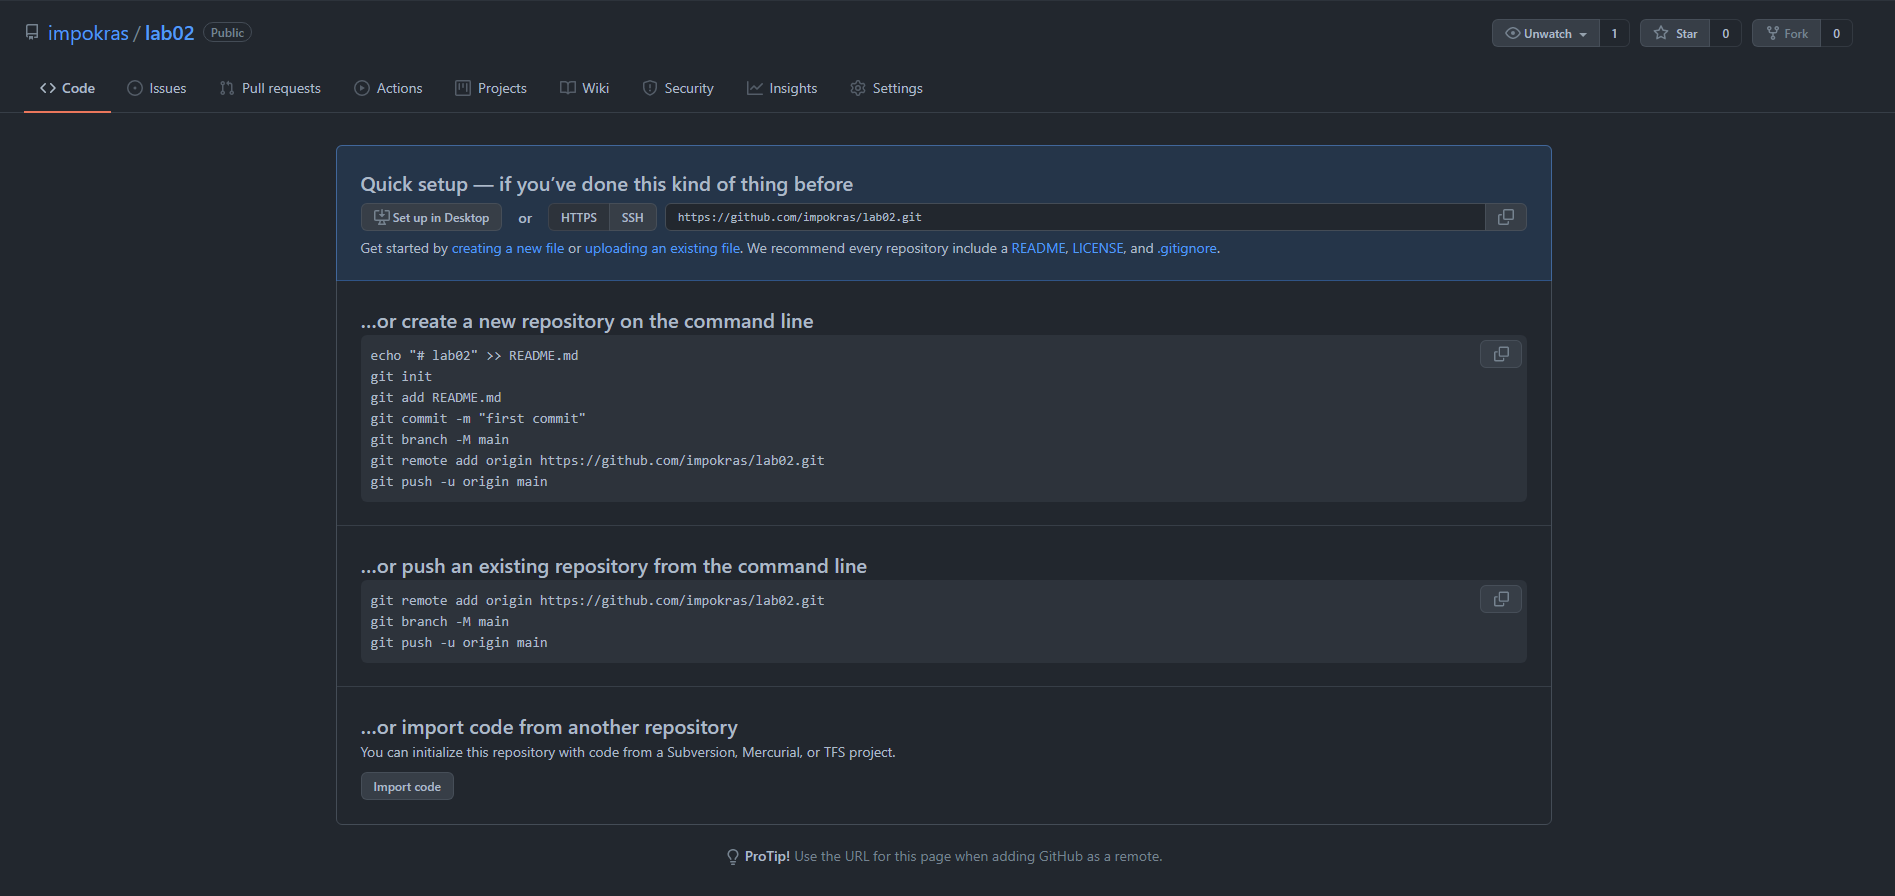 impokras / lab02 Public
Unwatch 1 Star 0 Fork 0
Code Issues Pull requests Actions Projects Wiki Security Insights Settings
Quick setup — if you’ve done this kind of thing before
Set up in Desktop or HTTPS SSH https://github.com/impokras/lab02.git
Get started by creating a new file or uploading an existing file. We recommend every repository include a README, LICENSE, and .gitignore.
…or create a new repository on the command line
echo "# lab02" >> README.md
git init
git add README.md
git commit -m "first commit"
git branch -M main
git remote add origin https://github.com/impokras/lab02.git
git push -u origin main
…or push an existing repository from the command line
git remote add origin https://github.com/impokras/lab02.git
git branch -M main
git push -u origin main
…or import code from another repository
You can initialize this repository with code from a Subversion, Mercurial, or TFS project.
Import code
ProTip! Use the URL for this page when adding GitHub as a remote.